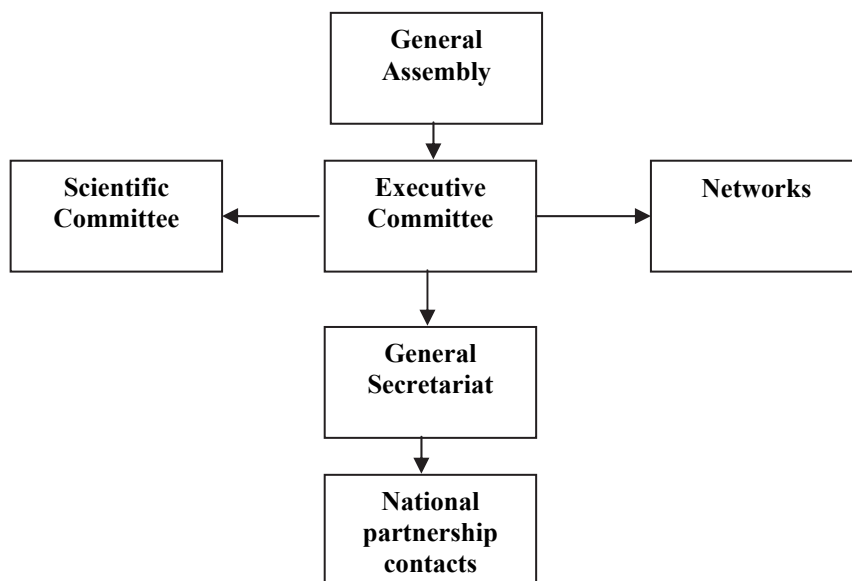 General
Assembly
Scientific
Committee
Executive
Committee
Networks
General
Secretariat
National
partnership
contacts